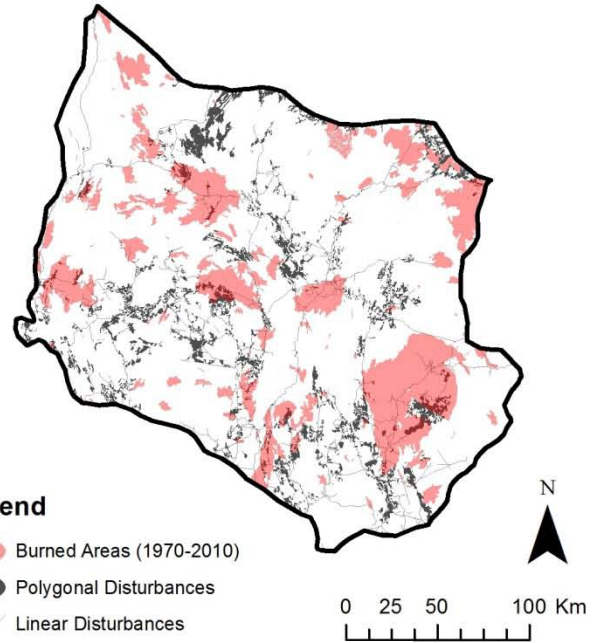 end
Burned Areas (1970-2010)
Polygonal Disturbances
Linear Disturbances
N
0 25 50 100 Km